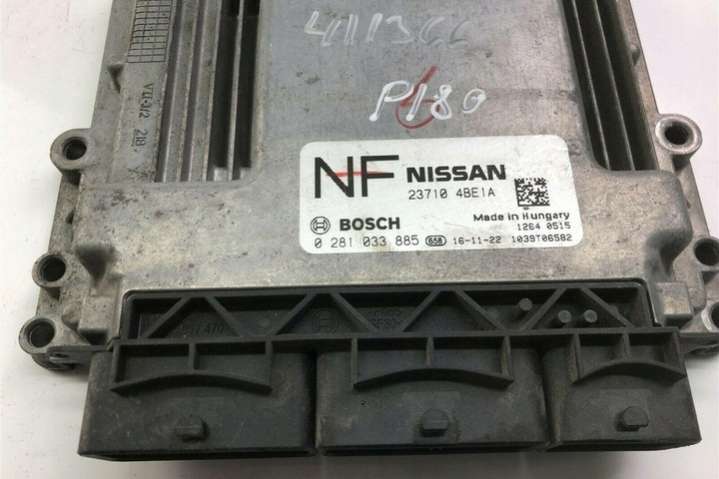 411366
P180
NF NISSAN
23710 4BE1A
BOSCH
Made in Hungary
1264 0515
0 281 033 885 658 16-11-22 1039T06582